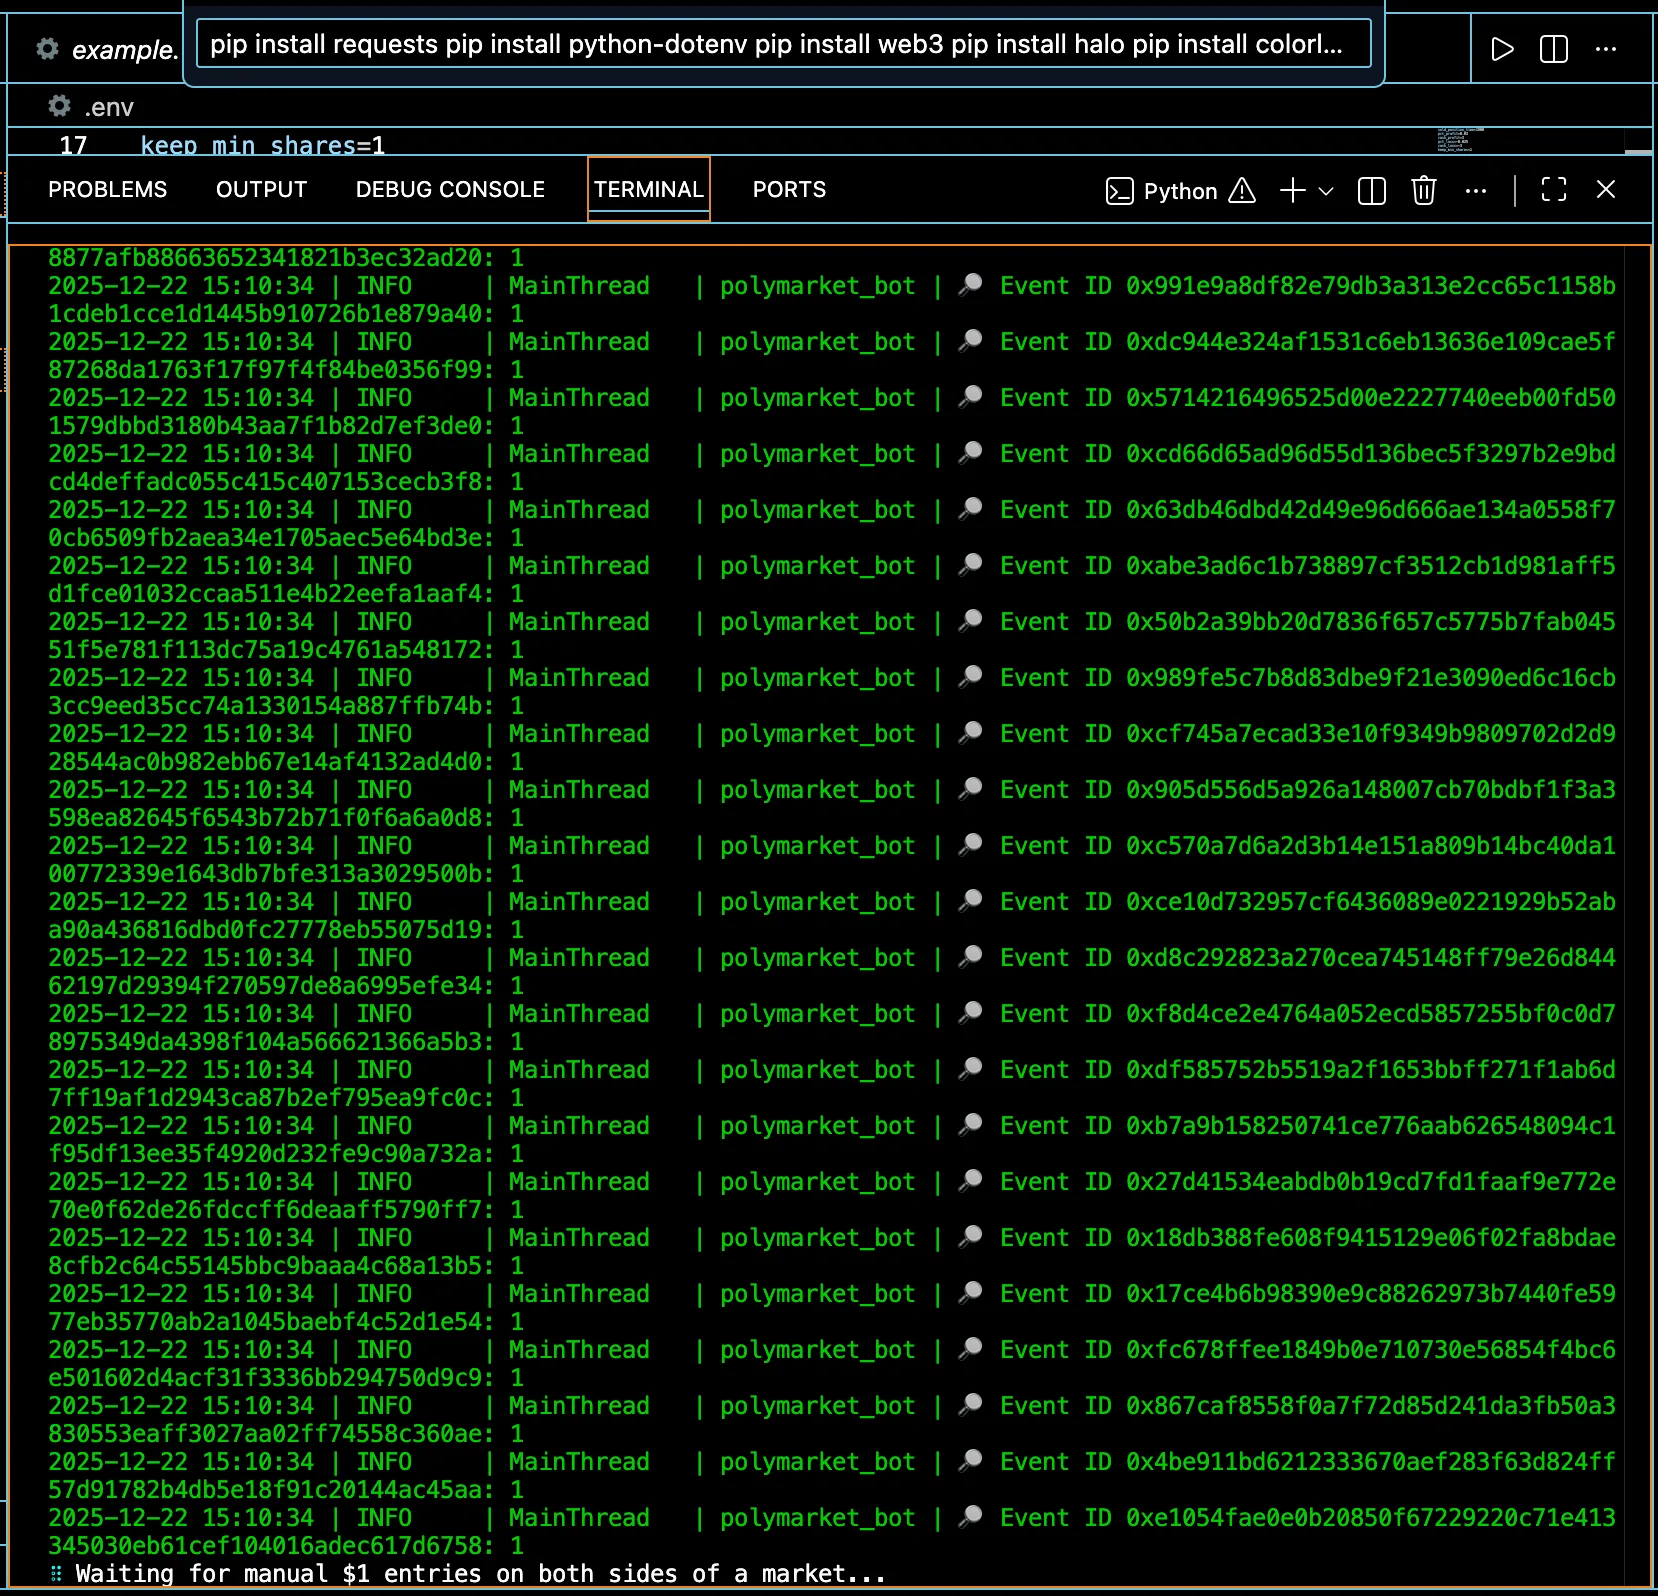 example.
pip install requests pip install python-dotenv pip install web3 pip install halo pip install colorl...
.env
17 keep_min_shares=1
PROBLEMS OUTPUT DEBUG CONSOLE TERMINAL PORTS Python
8877afb88663652341821b3ec32ad20: 1
2025-12-22 15:10:34 | INFO | MainThread | polymarket_bot | 🔎 Event ID 0x991e9a8df82e79db3a313e2cc65c1158b
1cdeb1cce1d1445b910726b1e879a40: 1
2025-12-22 15:10:34 | INFO | MainThread | polymarket_bot | 🔎 Event ID 0xdc944e324af1531c6eb13636e109cae5f
87268da1763f17f97f4f84be0356f99: 1
2025-12-22 15:10:34 | INFO | MainThread | polymarket_bot | 🔎 Event ID 0x5714216496525d00e2227740eeb00fd50
1579dbbd3180b43aa7f1b82d7ef3de0: 1
2025-12-22 15:10:34 | INFO | MainThread | polymarket_bot | 🔎 Event ID 0xcd66d65ad96d55d136bec5f3297b2e9bd
cd4deffadc055c415c407153cecb3f8: 1
2025-12-22 15:10:34 | INFO | MainThread | polymarket_bot | 🔎 Event ID 0x63db46dbd42d49e96d666ae134a0558f7
0cb6509fb2aea34e1705aec5e64bd3e: 1
2025-12-22 15:10:34 | INFO | MainThread | polymarket_bot | 🔎 Event ID 0xabe3ad6c1b738897cf3512cb1d981aff5
d1fce01032ccaa511e4b22eefa1aaf4: 1
2025-12-22 15:10:34 | INFO | MainThread | polymarket_bot | 🔎 Event ID 0x50b2a39bb20d7836f657c5775b7fab045
51f5e781f113dc75a19c4761a548172: 1
2025-12-22 15:10:34 | INFO | MainThread | polymarket_bot | 🔎 Event ID 0x989fe5c7b8d83dbe9f21e3090ed6c16cb
3cc9eed35cc74a1330154a887ffb74b: 1
2025-12-22 15:10:34 | INFO | MainThread | polymarket_bot | 🔎 Event ID 0xcf745a7ecad33e10f9349b9809702d2d9
28544ac0b982ebb67e14af4132ad4d0: 1
2025-12-22 15:10:34 | INFO | MainThread | polymarket_bot | 🔎 Event ID 0x905d556d5a926a148007cb70bdbf1f3a3
598ea82645f6543b72b71f0f6a6a0d8: 1
2025-12-22 15:10:34 | INFO | MainThread | polymarket_bot | 🔎 Event ID 0xc570a7d6a2d3b14e151a809b14bc40da1
00772339e1643db7bfe313a3029500b: 1
2025-12-22 15:10:34 | INFO | MainThread | polymarket_bot | 🔎 Event ID 0xce10d732957cf6436089e0221929b52ab
a90a436816dbd0fc27778eb55075d19: 1
2025-12-22 15:10:34 | INFO | MainThread | polymarket_bot | 🔎 Event ID 0xd8c292823a270cea745148ff79e26d844
62197d29394f270597de8a6995efe34: 1
2025-12-22 15:10:34 | INFO | MainThread | polymarket_bot | 🔎 Event ID 0xf8d4ce2e4764a052ecd5857255bf0c0d7
8975349da4398f104a566621366a5b3: 1
2025-12-22 15:10:34 | INFO | MainThread | polymarket_bot | 🔎 Event ID 0xdf585752b5519a2f1653bbff271f1ab6d
7ff19af1d2943ca87b2ef795ea9fc0c: 1
2025-12-22 15:10:34 | INFO | MainThread | polymarket_bot | 🔎 Event ID 0xb7a9b158250741ce776aab626548094c1
f95df13ee35f4920d232fe9c90a732a: 1
2025-12-22 15:10:34 | INFO | MainThread | polymarket_bot | 🔎 Event ID 0x27d41534eabdb0b19cd7fd1faaf9e772e
70e0f62de26fdccff6deaaff5790ff7: 1
2025-12-22 15:10:34 | INFO | MainThread | polymarket_bot | 🔎 Event ID 0x18db388fe608f9415129e06f02fa8bdae
8cfb2c64c55145bbc9baaa4c68a13b5: 1
2025-12-22 15:10:34 | INFO | MainThread | polymarket_bot | 🔎 Event ID 0x17ce4b6b98390e9c88262973b7440fe59
77eb35770ab2a1045baebf4c52d1e54: 1
2025-12-22 15:10:34 | INFO | MainThread | polymarket_bot | 🔎 Event ID 0xfc678ffee1849b0e710730e56854f4bc6
e501602d4acf31f3336bb294750d9c9: 1
2025-12-22 15:10:34 | INFO | MainThread | polymarket_bot | 🔎 Event ID 0x867caf8558f0a7f72d85d241da3fb50a3
830553eaff3027aa02ff74558c360ae: 1
2025-12-22 15:10:34 | INFO | MainThread | polymarket_bot | 🔎 Event ID 0x4be911bd6212333670aef283f63d824ff
57d91782b4db5e18f91c20144ac45aa: 1
2025-12-22 15:10:34 | INFO | MainThread | polymarket_bot | 🔎 Event ID 0xe1054fae0e0b20850f67229220c71e413
345030eb61cef104016adec617d6758: 1
⠿ Waiting for manual $1 entries on both sides of a market...